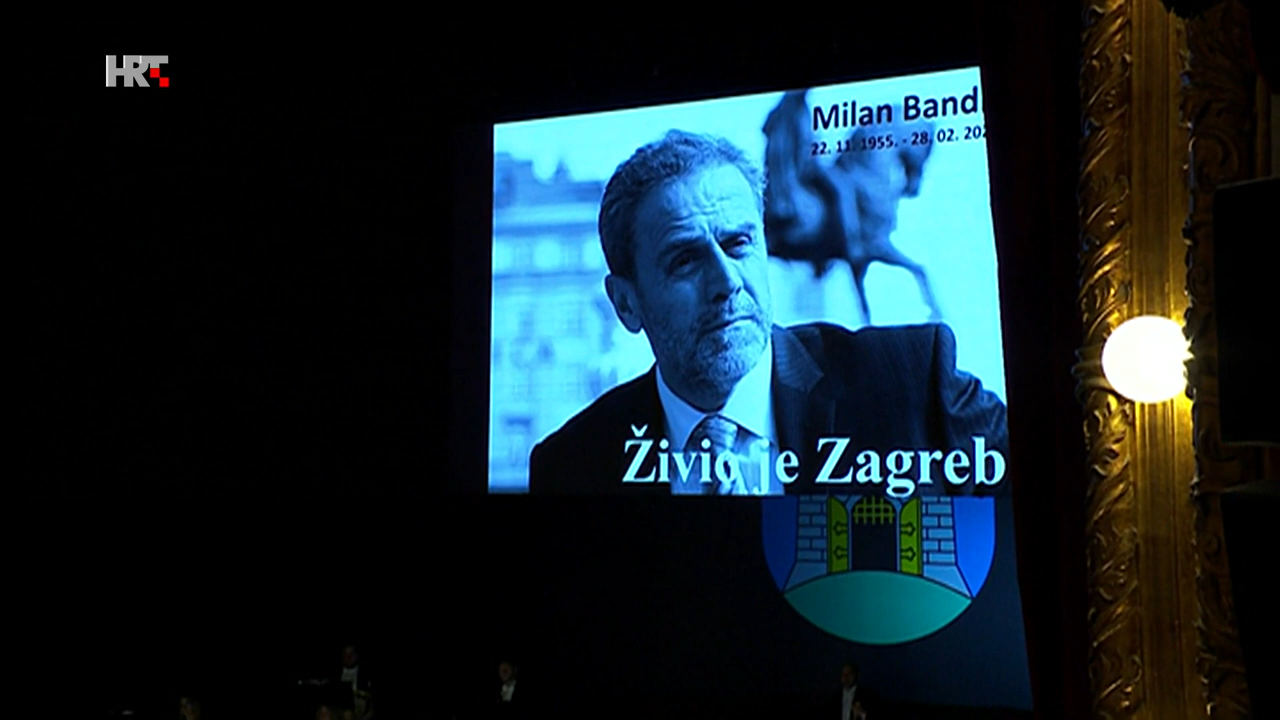 HRT
Milan Band
22. 11. 1955. - 28. 02. 202
Živio je Zagreb